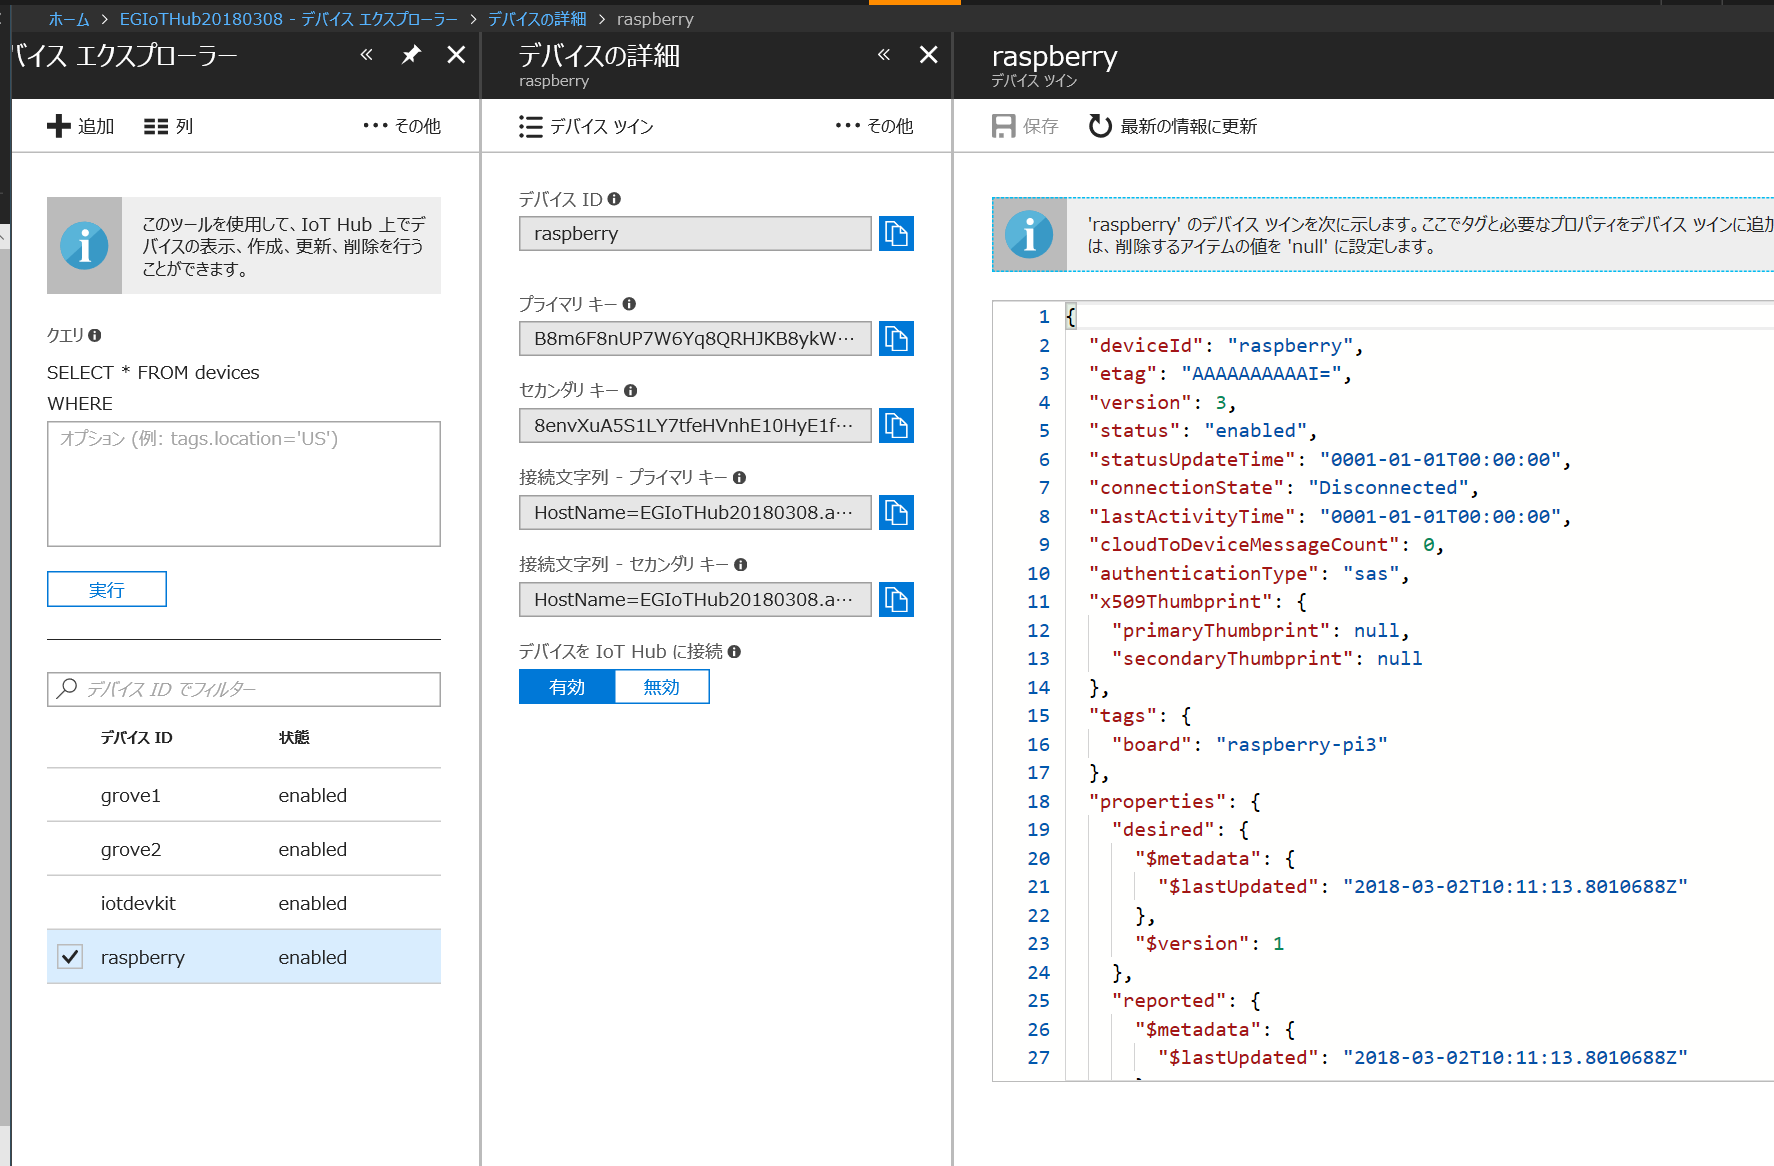 ホーム > EGIoTHub20180308 - デバイス エクスプローラー > デバイスの詳細 > raspberry
バイス エクスプローラー
追加
列
その他
このツールを使用して、IoT Hub 上でデ
バイスの表示、作成、更新、削除を行う
ことができます。
クエリ
SELECT * FROM devices
WHERE
オプション (例: tags.location='US')
実行
デバイス ID でフィルター
デバイス ID 状態
grove1 enabled
grove2 enabled
iotdevkit enabled
raspberry enabled
デバイスの詳細
raspberry
デバイス ツイン
その他
デバイス ID
raspberry
プライマリ キー
B8m6F8nUP7W6Yq8QRHJKB8ykW…
セカンダリ キー
8envXuA5S1LY7tfeHVnhE10HyE1f…
接続文字列 - プライマリ キー
HostName=EGIoTHub20180308.a…
接続文字列 - セカンダリ キー
HostName=EGIoTHub20180308.a…
デバイスを IoT Hub に接続
有効 無効
raspberry
デバイス ツイン
保存
最新の情報に更新
'raspberry' のデバイス ツインを次に示します。ここでタグと必要なプロパティをデバイス ツインに追加
は、削除するアイテムの値を 'null' に設定します。
1 {
2 "deviceId": "raspberry",
3 "etag": "AAAAAAAAAAI=",
4 "version": 3,
5 "status": "enabled",
6 "statusUpdateTime": "0001-01-01T00:00:00",
7 "connectionState": "Disconnected",
8 "lastActivityTime": "0001-01-01T00:00:00",
9 "cloudToDeviceMessageCount": 0,
10 "authenticationType": "sas",
11 "x509Thumbprint": {
12 "primaryThumbprint": null,
13 "secondaryThumbprint": null
14 },
15 "tags": {
16 "board": "raspberry-pi3"
17 },
18 "properties": {
19 "desired": {
20 "$metadata": {
21 "$lastUpdated": "2018-03-02T10:11:13.8010688Z"
22 },
23 "$version": 1
24 },
25 "reported": {
26 "$metadata": {
27 "$lastUpdated": "2018-03-02T10:11:13.8010688Z"